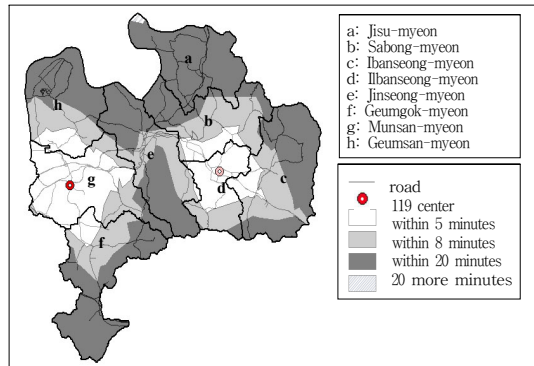 a
h
b
e
g
d
c
f
a: Jisu-myeon
b: Sabong-myeon
c: Ibanseong-myeon
d: Ilbanseong-myeon
e: Jinseong-myeon
f: Geumgok-myeon
g: Munsan-myeon
h: Geumsan-myeon
road
119 center
within 5 minutes
within 8 minutes
within 20 minutes
20 more minutes